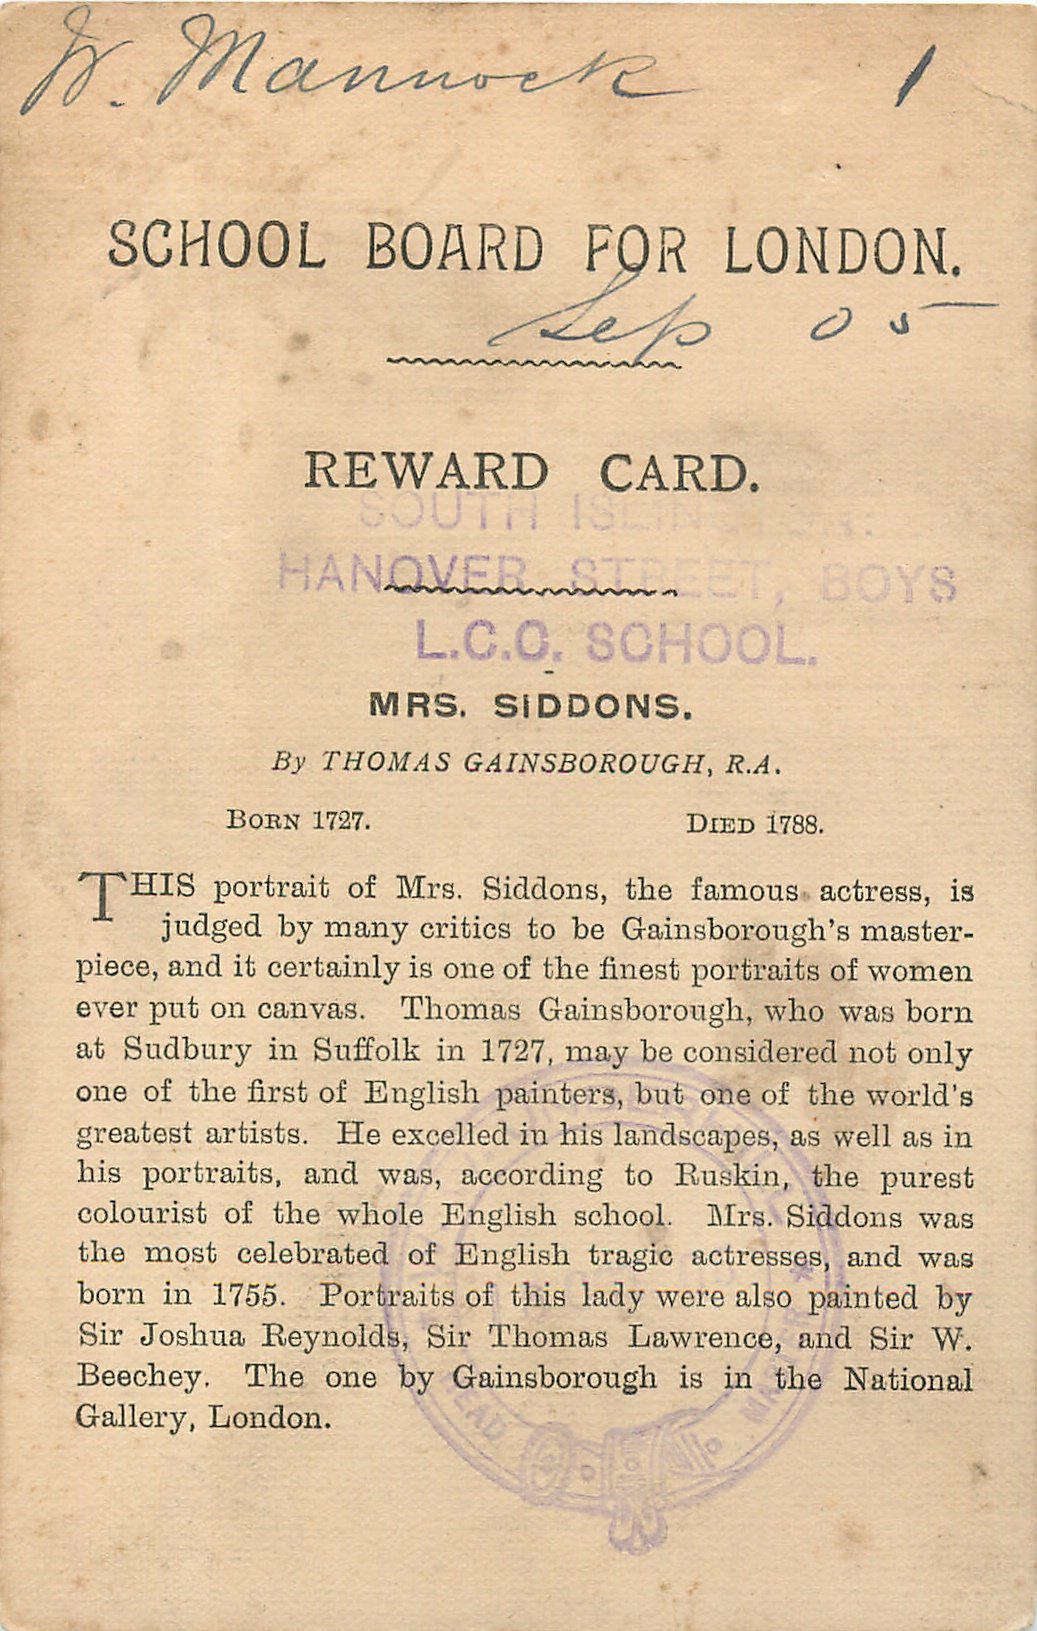 W. Mannock 1
SCHOOL BOARD FOR LONDON.
Sep 05
REWARD CARD.
SOUTH ISLINGTON.
HANOVER STREET, BOYS
L.C.C. SCHOOL.
MRS. SIDDONS.
By THOMAS GAINSBOROUGH, R.A.
BORN 1727. DIED 1788.
THIS portrait of Mrs. Siddons, the famous actress, is
judged by many critics to be Gainsborough's master-
piece, and it certainly is one of the finest portraits of women
ever put on canvas. Thomas Gainsborough, who was born
at Sudbury in Suffolk in 1727, may be considered not only
one of the first of English painters, but one of the world's
greatest artists. He excelled in his landscapes, as well as in
his portraits, and was, according to Ruskin, the purest
colourist of the whole English school. Mrs. Siddons was
the most celebrated of English tragic actresses, and was
born in 1755. Portraits of this lady were also painted by
Sir Joshua Reynolds, Sir Thomas Lawrence, and Sir W.
Beechey. The one by Gainsborough is in the National
Gallery, London.
HEAD MASTER *